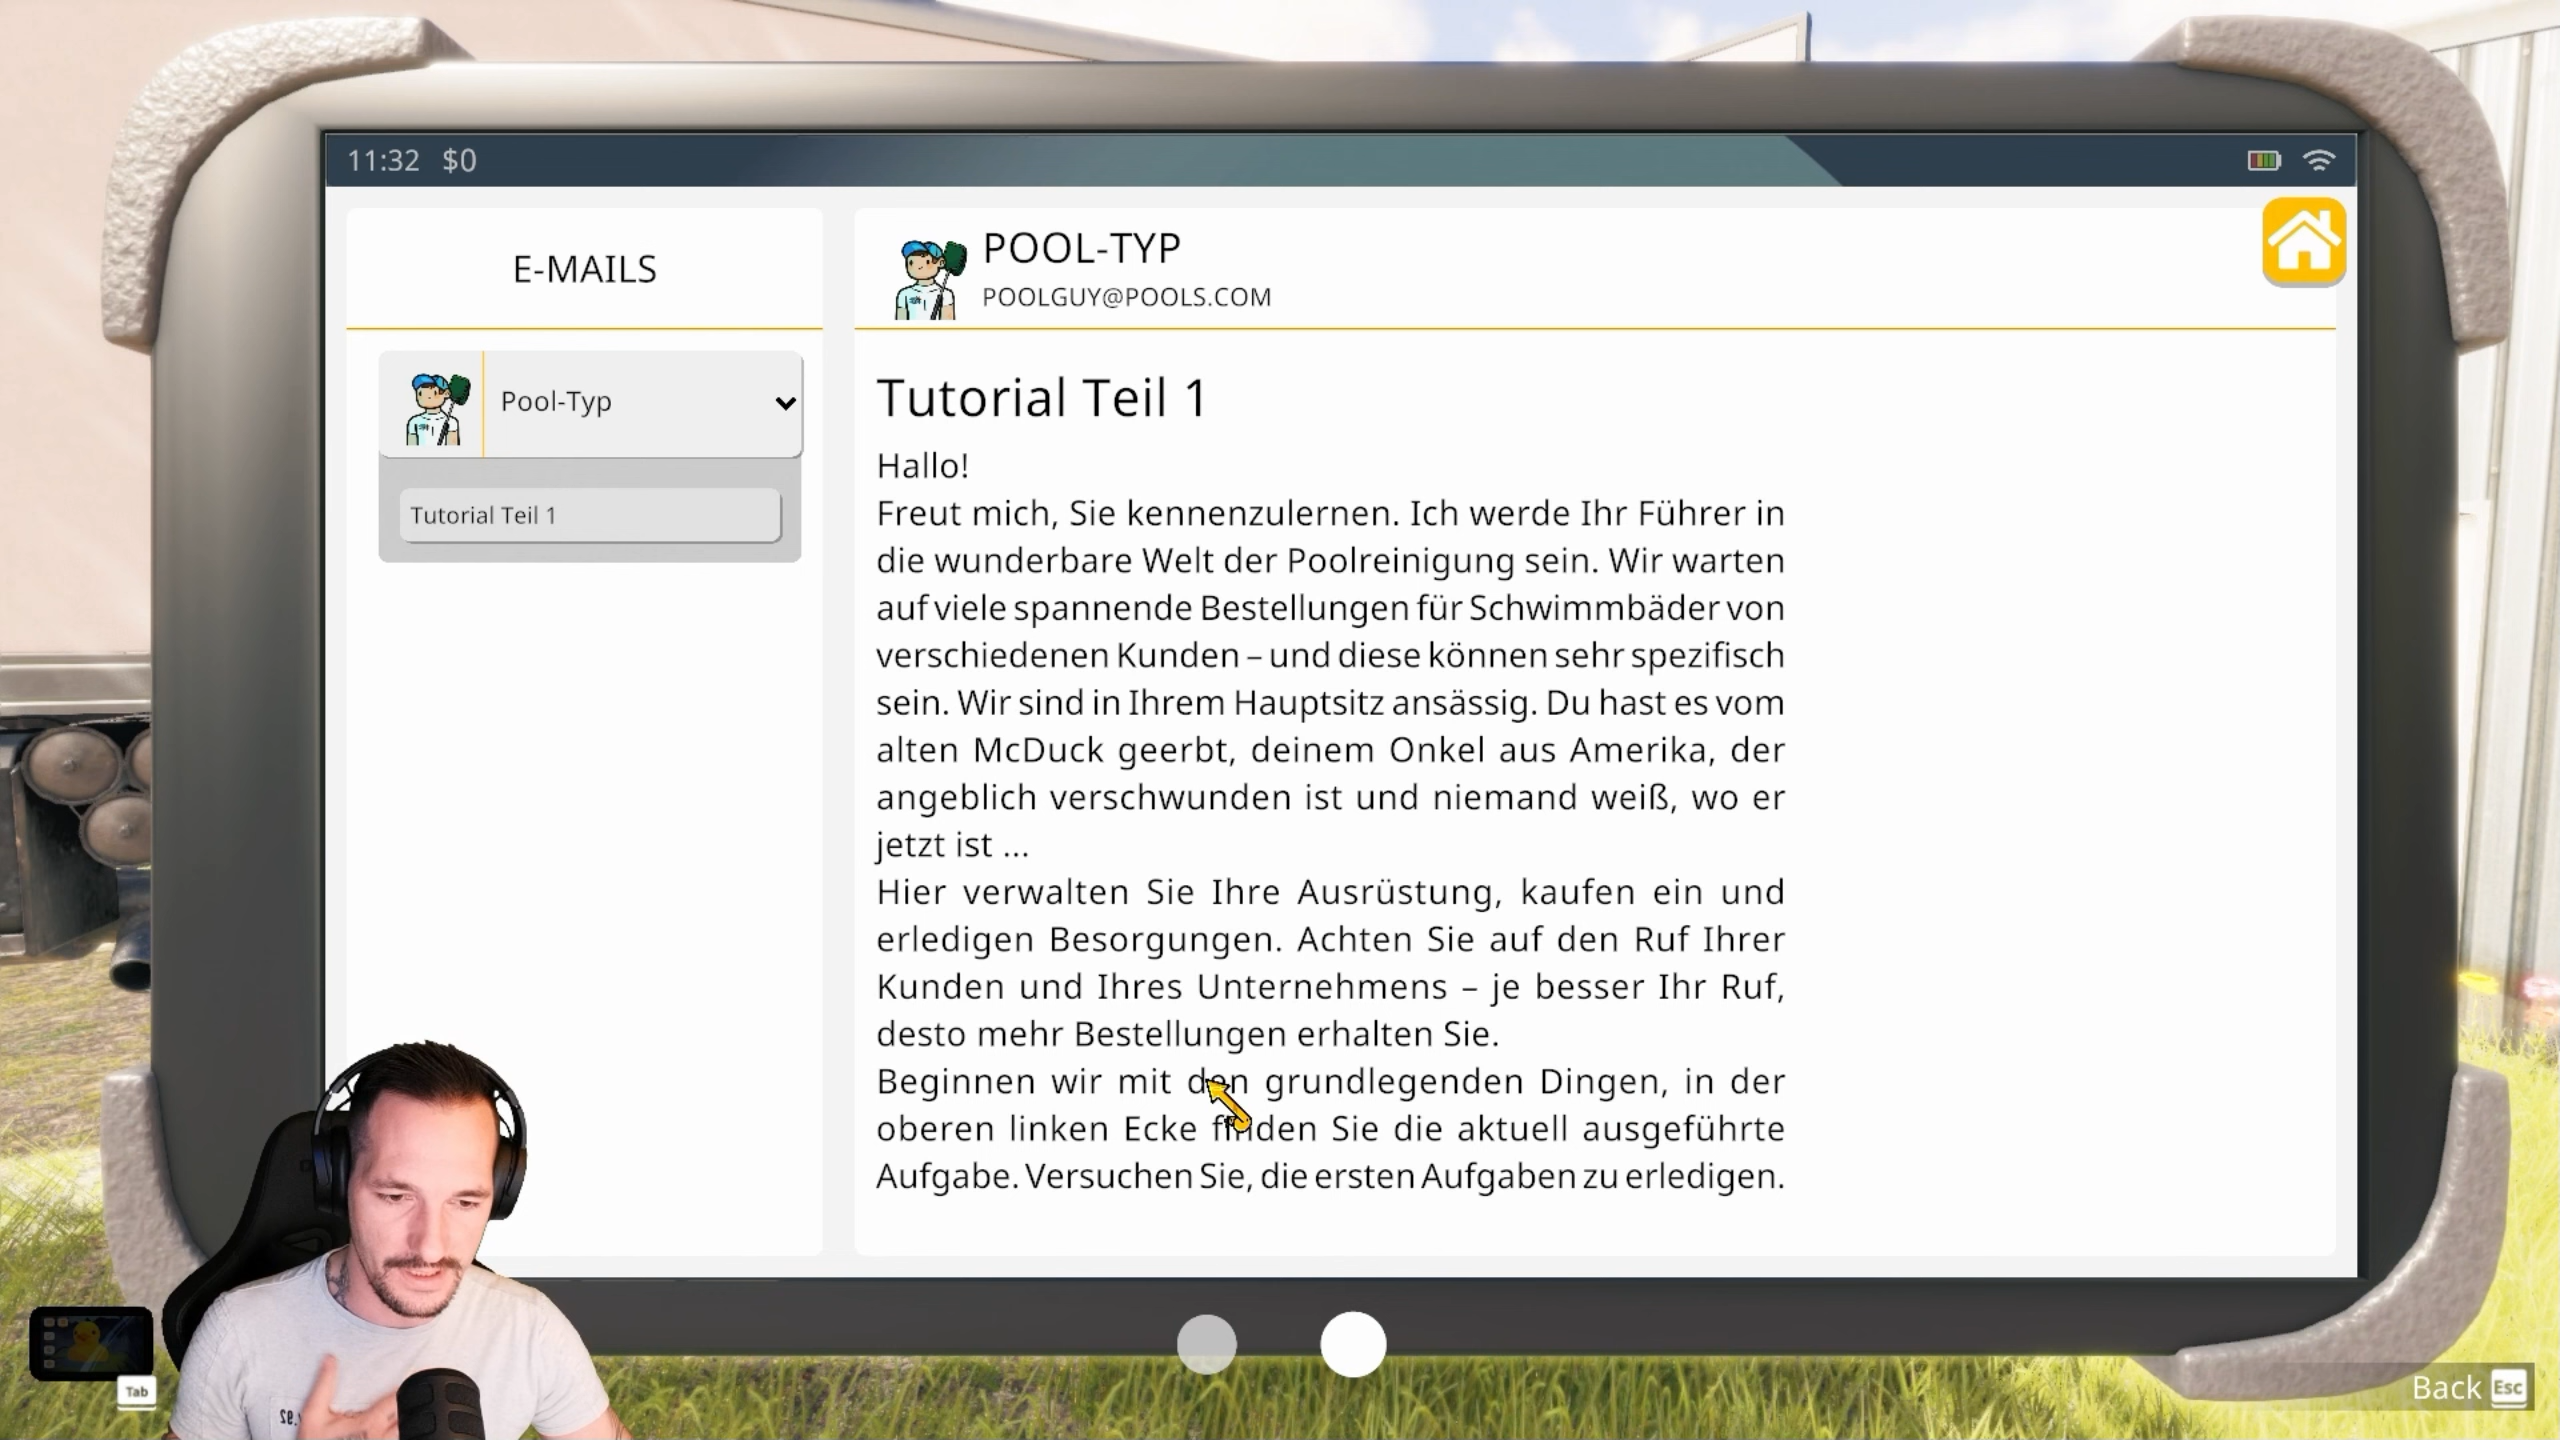 11:32 $0
E-MAILS
Pool-Typ
Tutorial Teil 1
POOL-TYP
POOLGUY@POOLS.COM
Tutorial Teil 1
Hallo!
Freut mich, Sie kennenzulernen. Ich werde Ihr Führer in
die wunderbare Welt der Poolreinigung sein. Wir warten
auf viele spannende Bestellungen für Schwimmbäder von
verschiedenen Kunden – und diese können sehr spezifisch
sein. Wir sind in Ihrem Hauptsitz ansässig. Du hast es vom
alten McDuck geerbt, deinem Onkel aus Amerika, der
angeblich verschwunden ist und niemand weiß, wo er
jetzt ist ...
Hier verwalten Sie Ihre Ausrüstung, kaufen ein und
erledigen Besorgungen. Achten Sie auf den Ruf Ihrer
Kunden und Ihres Unternehmens – je besser Ihr Ruf,
desto mehr Bestellungen erhalten Sie.
Beginnen wir mit den grundlegenden Dingen, in der
oberen linken Ecke finden Sie die aktuell ausgeführte
Aufgabe. Versuchen Sie, die ersten Aufgaben zu erledigen.
Tab
Back Esc